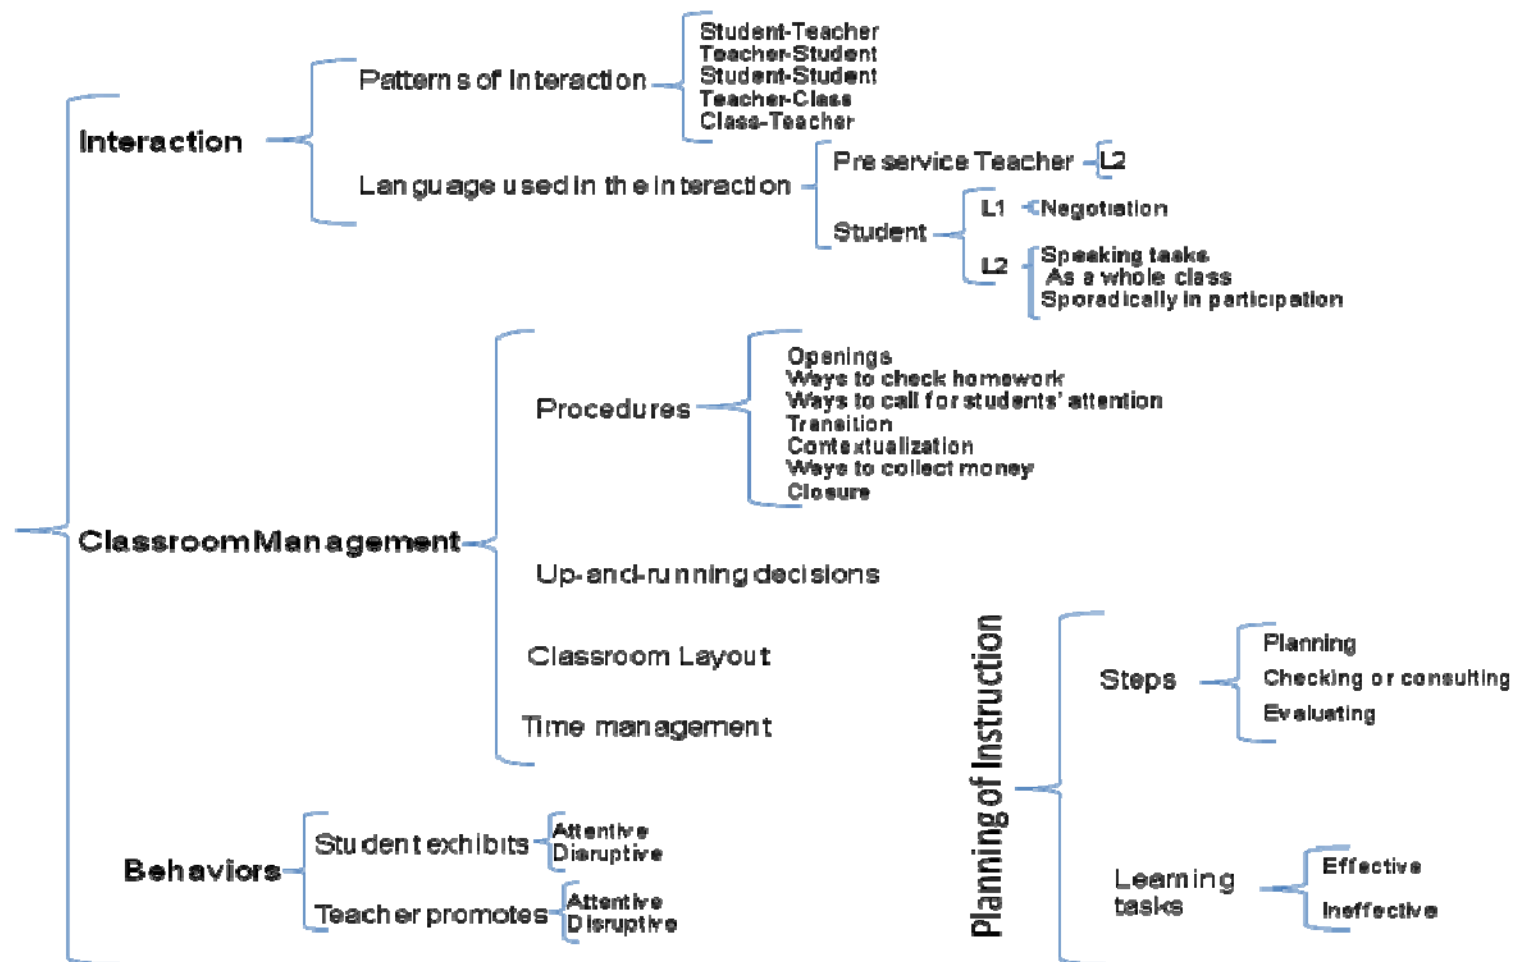 Student-Teacher
Teacher-Student
Student-Student
Teacher-Class
Class-Teacher
Patterns of Interaction
Interaction
Language used in the interaction
Preservice Teacher
L2
Student
L1
Negotiation
L2
Speaking tasks
As a whole class
Sporadically in participation
Classroom Management
Procedures
Openings
Ways to check homework
Ways to call for students' attention
Transition
Contextualization
Ways to collect money
Closure
Up-and-running decisions
Classroom Layout
Time management
Behaviors
Student exhibits
Attentive
Disruptive
Teacher promotes
Attentive
Disruptive
Planning of Instruction
Steps
Planning
Checking or consulting
Evaluating
Learning
tasks
Effective
Ineffective